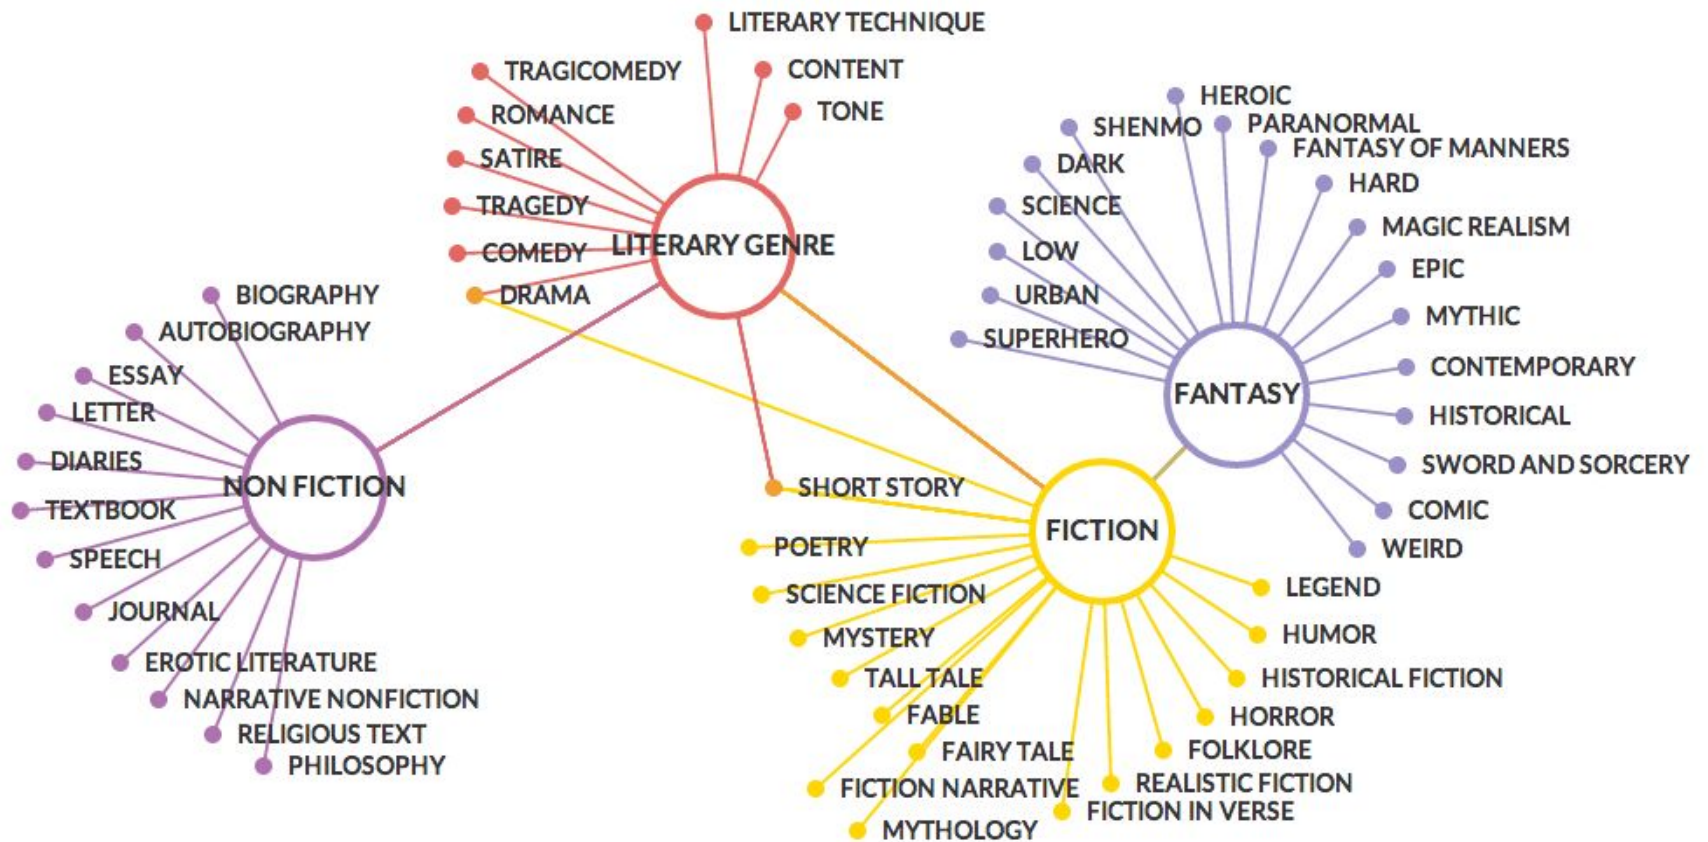 LITERARY TECHNIQUE
TRAGICOMEDY
CONTENT
ROMANCE
TONE
SATIRE
TRAGEDY
COMEDY
LITERARY GENRE
DRAMA
HEROIC
SHENMO
PARANORMAL
FANTASY OF MANNERS
DARK
HARD
SCIENCE
MAGIC REALISM
LOW
EPIC
URBAN
MYTHIC
SUPERHERO
CONTEMPORARY
FANTASY
HISTORICAL
SWORD AND SORCERY
COMIC
WEIRD
BIOGRAPHY
AUTOBIOGRAPHY
ESSAY
LETTER
DIARIES
NON FICTION
TEXTBOOK
SPEECH
JOURNAL
EROTIC LITERATURE
NARRATIVE NONFICTION
RELIGIOUS TEXT
PHILOSOPHY
SHORT STORY
FICTION
POETRY
SCIENCE FICTION
MYSTERY
TALL TALE
FABLE
FAIRY TALE
FICTION NARRATIVE
MYTHOLOGY
LEGEND
HUMOR
HISTORICAL FICTION
HORROR
FOLKLORE
REALISTIC FICTION
FICTION IN VERSE